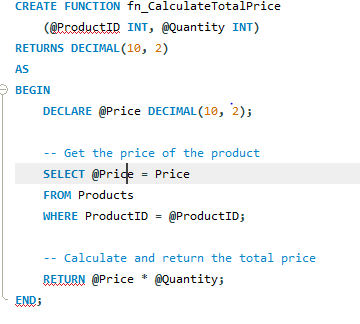 CREATE FUNCTION fn_CalculateTotalPrice
(@ProductID INT, @Quantity INT)
RETURNS DECIMAL(10, 2)
AS
BEGIN
DECLARE @Price DECIMAL(10, 2);
-- Get the price of the product
SELECT @Price = Price
FROM Products
WHERE ProductID = @ProductID;
-- Calculate and return the total price
RETURN @Price * @Quantity;
END;